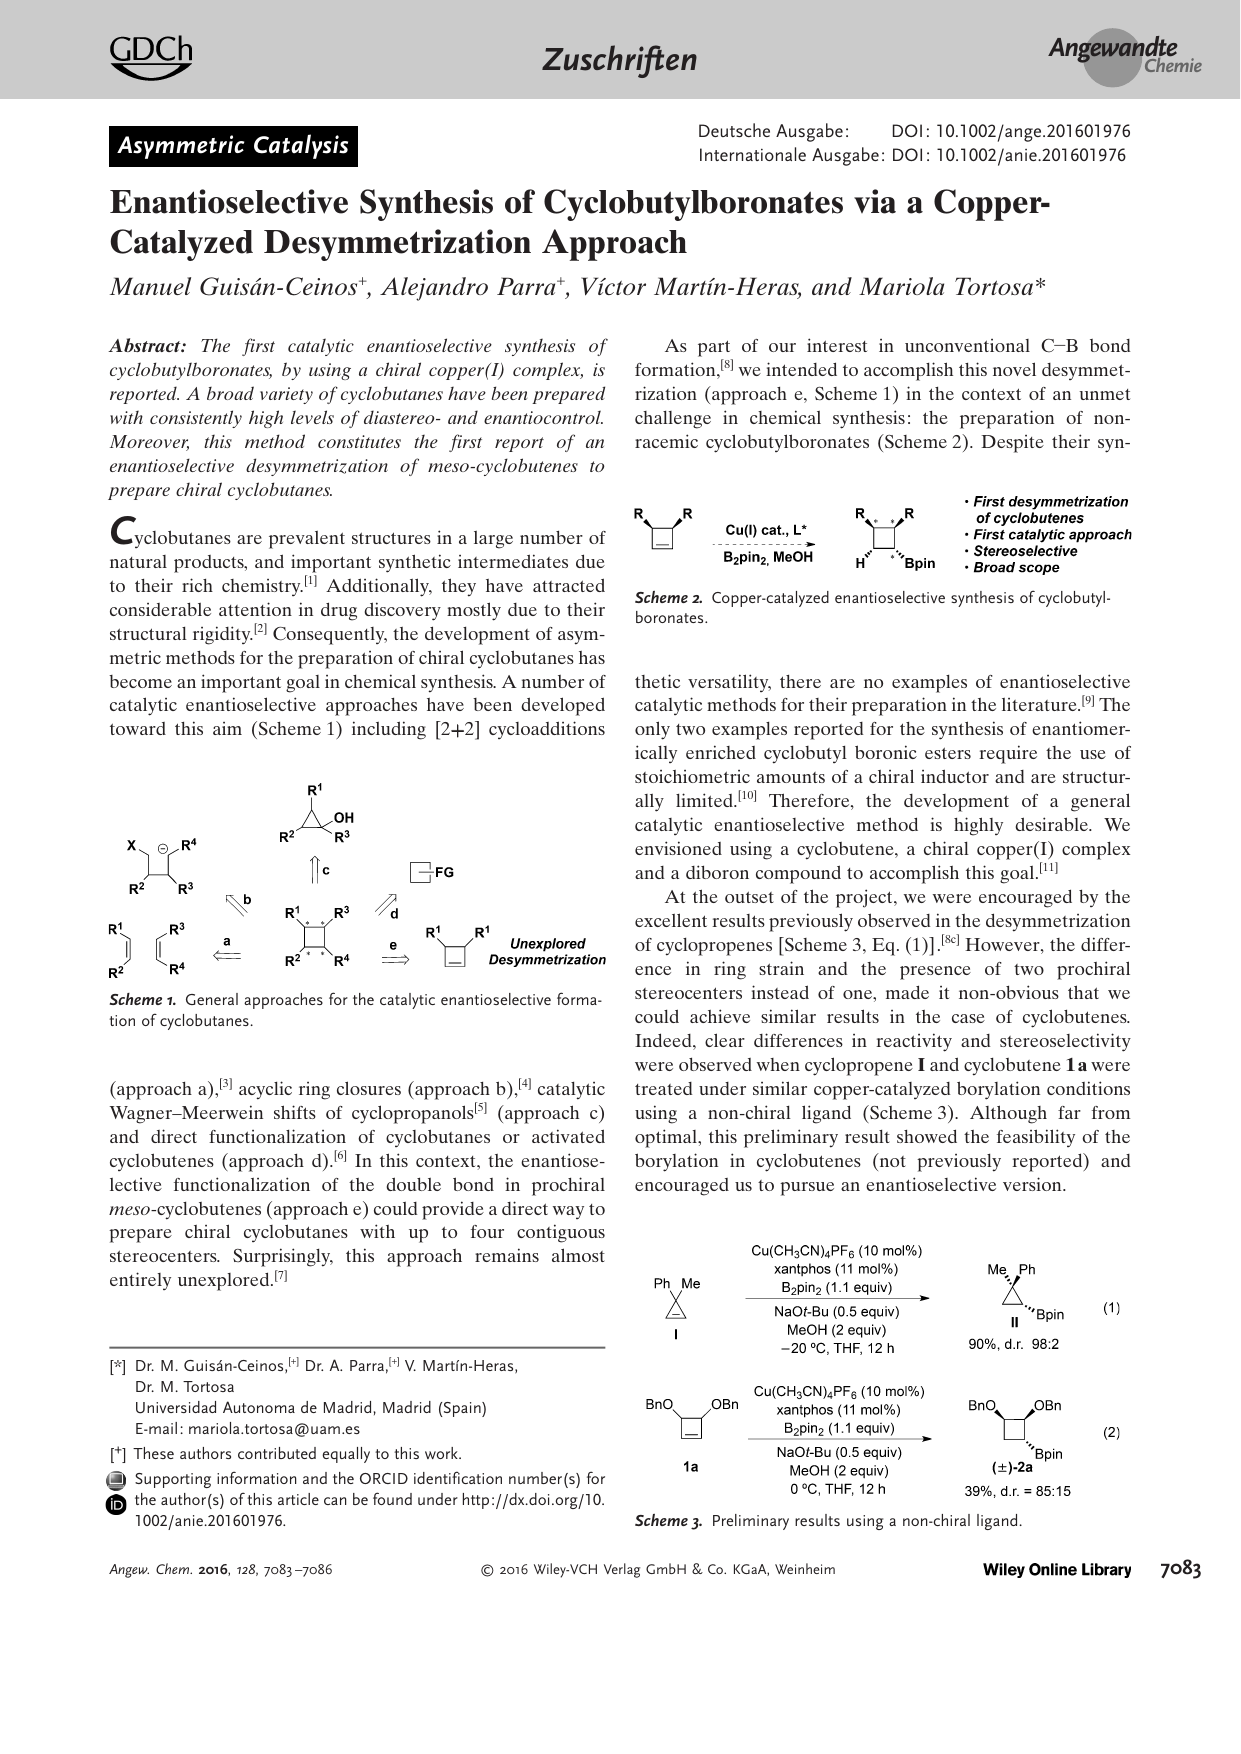 GDCh
Zuschriften
Angewandte
Chemie
Asymmetric Catalysis
Deutsche Ausgabe: DOI: 10.1002/ange.201601976
Internationale Ausgabe: DOI: 10.1002/anie.201601976
Enantioselective Synthesis of Cyclobutylboronates via a Copper-
Catalyzed Desymmetrization Approach
Manuel Guisán-Ceinos+, Alejandro Parra+, Víctor Martín-Heras, and Mariola Tortosa*
Abstract: The first catalytic enantioselective synthesis of
cyclobutylboronates, by using a chiral copper(I) complex, is
reported. A broad variety of cyclobutanes have been prepared
with consistently high levels of diastereo- and enantiocontrol.
Moreover, this method constitutes the first report of an
enantioselective desymmetrization of meso-cyclobutenes to
prepare chiral cyclobutanes.
Cyclobutanes are prevalent structures in a large number of
natural products, and important synthetic intermediates due
to their rich chemistry.[1] Additionally, they have attracted
considerable attention in drug discovery mostly due to their
structural rigidity.[2] Consequently, the development of asym-
metric methods for the preparation of chiral cyclobutanes has
become an important goal in chemical synthesis. A number of
catalytic enantioselective approaches have been developed
toward this aim (Scheme 1) including [2+2] cycloadditions
R1
OH
R2 R3
X R4
R2 R3
c
FG
b
d
R1 R3
R2 R4
R1 R3
R2 R4
a
e
R1 R1
* *
* *
Unexplored
Desymmetrization
Scheme 1. General approaches for the catalytic enantioselective forma-
tion of cyclobutanes.
(approach a),[3] acyclic ring closures (approach b),[4] catalytic
Wagner–Meerwein shifts of cyclopropanols[5] (approach c)
and direct functionalization of cyclobutanes or activated
cyclobutenes (approach d).[6] In this context, the enantiose-
lective functionalization of the double bond in prochiral
meso-cyclobutenes (approach e) could provide a direct way to
prepare chiral cyclobutanes with up to four contiguous
stereocenters. Surprisingly, this approach remains almost
entirely unexplored.[7]
[*] Dr. M. Guisán-Ceinos,[+] Dr. A. Parra,[+] V. Martín-Heras,
Dr. M. Tortosa
Universidad Autonoma de Madrid, Madrid (Spain)
E-mail: mariola.tortosa@uam.es
[+] These authors contributed equally to this work.
Supporting information and the ORCID identification number(s) for
iD the author(s) of this article can be found under http://dx.doi.org/10.
1002/anie.201601976.
As part of our interest in unconventional C−B bond
formation,[8] we intended to accomplish this novel desymmet-
rization (approach e, Scheme 1) in the context of an unmet
challenge in chemical synthesis: the preparation of non-
racemic cyclobutylboronates (Scheme 2). Despite their syn-
R R
Cu(I) cat., L*
B2pin2, MeOH
R R
* *
*
H Bpin
• First desymmetrization
of cyclobutenes
• First catalytic approach
• Stereoselective
• Broad scope
Scheme 2. Copper-catalyzed enantioselective synthesis of cyclobutyl-
boronates.
thetic versatility, there are no examples of enantioselective
catalytic methods for their preparation in the literature.[9] The
only two examples reported for the synthesis of enantiomer-
ically enriched cyclobutyl boronic esters require the use of
stoichiometric amounts of a chiral inductor and are structur-
ally limited.[10] Therefore, the development of a general
catalytic enantioselective method is highly desirable. We
envisioned using a cyclobutene, a chiral copper(I) complex
and a diboron compound to accomplish this goal.[11]
At the outset of the project, we were encouraged by the
excellent results previously observed in the desymmetrization
of cyclopropenes [Scheme 3, Eq. (1)].[8c] However, the differ-
ence in ring strain and the presence of two prochiral
stereocenters instead of one, made it non-obvious that we
could achieve similar results in the case of cyclobutenes.
Indeed, clear differences in reactivity and stereoselectivity
were observed when cyclopropene I and cyclobutene 1a were
treated under similar copper-catalyzed borylation conditions
using a non-chiral ligand (Scheme 3). Although far from
optimal, this preliminary result showed the feasibility of the
borylation in cyclobutenes (not previously reported) and
encouraged us to pursue an enantioselective version.
Ph Me
I
Cu(CH3CN)4PF6 (10 mol%)
xantphos (11 mol%)
B2pin2 (1.1 equiv)
NaOt-Bu (0.5 equiv)
MeOH (2 equiv)
−20 ºC, THF, 12 h
Me Ph
Bpin
II
90%, d.r. 98:2
(1)
BnO OBn
1a
Cu(CH3CN)4PF6 (10 mol%)
xantphos (11 mol%)
B2pin2 (1.1 equiv)
NaOt-Bu (0.5 equiv)
MeOH (2 equiv)
0 ºC, THF, 12 h
BnO OBn
Bpin
(±)-2a
39%, d.r. = 85:15
(2)
Scheme 3. Preliminary results using a non-chiral ligand.
Angew. Chem. 2016, 128, 7083–7086
© 2016 Wiley-VCH Verlag GmbH & Co. KGaA, Weinheim
Wiley Online Library
7083